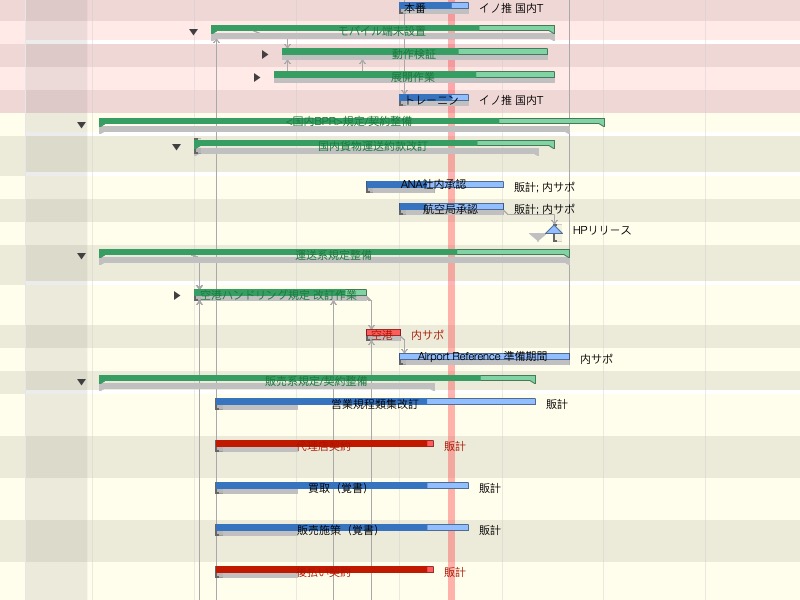 本番 イノ推 国内T
モバイル端末設置
動作検証
展開作業
トレーニン イノ推 国内T
<国内BPR>規定/契約整備
国内貨物運送約款改訂
ANA社内承認 販計; 内サポ
航空局承認 販計; 内サポ
HPリリース
運送系規定整備
空港ハンドリング規定 改訂作業
空港 内サポ
Airport Reference 準備期間 内サポ
販売系規定/契約整備
営業規程類集改訂 販計
代理店契約 販計
買取（覚書） 販計
販売施策（覚書） 販計
後払い契約 販計